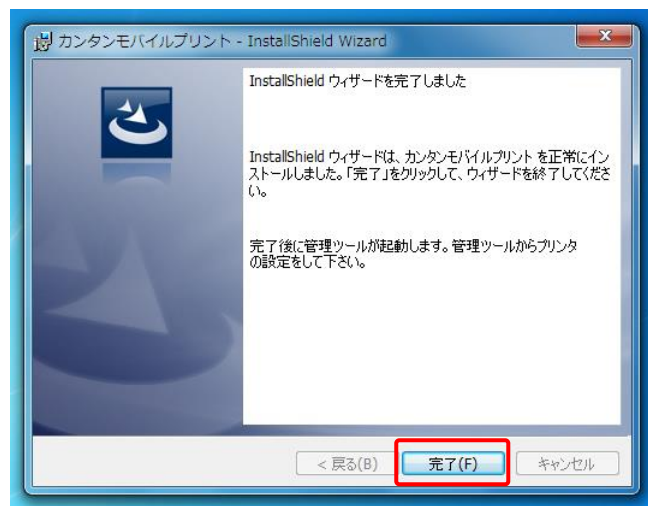 カンタンモバイルプリント - InstallShield Wizard
InstallShield ウィザードを完了しました
InstallShield ウィザードは、カンタンモバイルプリント を正常にイン
ストールしました。「完了」をクリックして、ウィザードを終了してくださ
い。
完了後に管理ツールが起動します。管理ツールからプリンタ
の設定をして下さい。
< 戻る(B) 完了(F) キャンセル